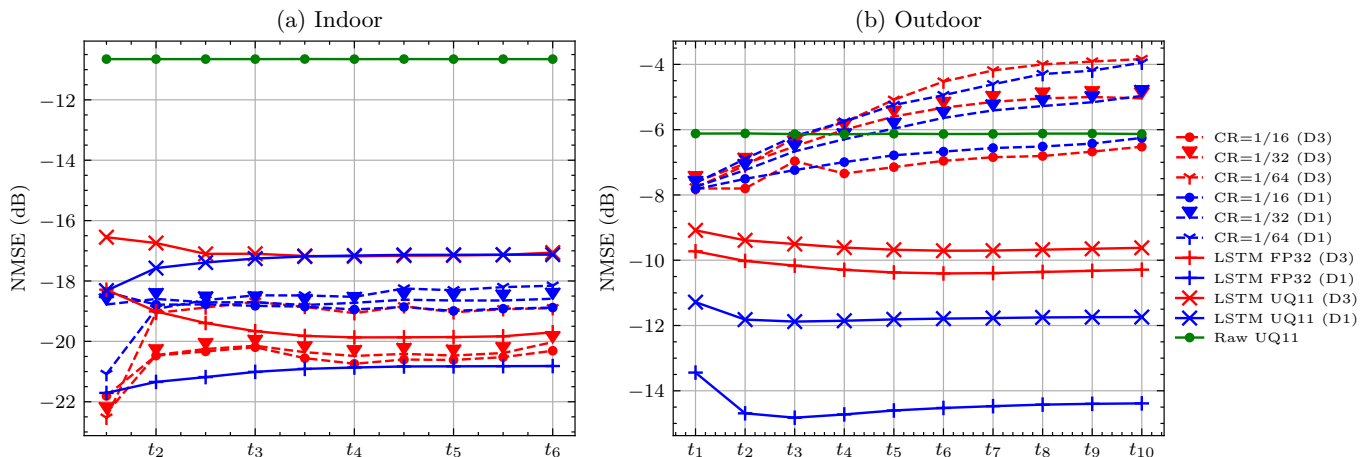 (a) Indoor
(b) Outdoor
NMSE (dB)
−12
−14
−16
−18
−20
−22
t2
t3
t4
t5
t6
NMSE (dB)
−4
−6
−8
−10
−12
−14
t1
t2
t3
t4
t5
t6
t7
t8
t9
t10
CR=1/16 (D3)
CR=1/32 (D3)
CR=1/64 (D3)
CR=1/16 (D1)
CR=1/32 (D1)
CR=1/64 (D1)
LSTM FP32 (D3)
LSTM FP32 (D1)
LSTM UQ11 (D3)
LSTM UQ11 (D1)
Raw UQ11